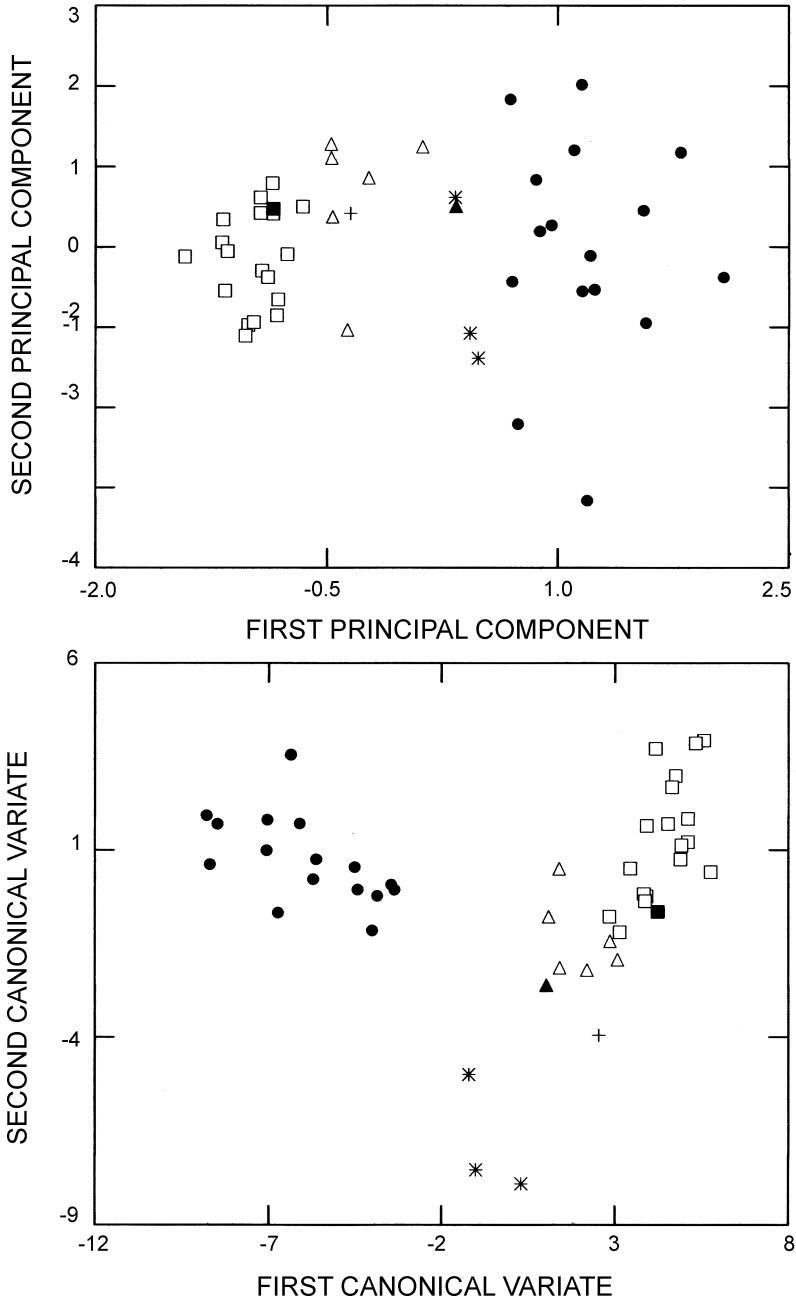 3
2
1
0
-2
-1
-3
-4
-2.0 -0.5 1.0 2.5
SECOND PRINCIPAL COMPONENT
FIRST PRINCIPAL COMPONENT
6
1
-4
-9
-12 -7 -2 3 8
SECOND CANONICAL VARIATE
FIRST CANONICAL VARIATE